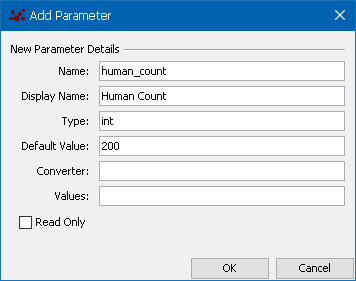 Add Parameter
New Parameter Details
Name: human_count
Display Name: Human Count
Type: int
Default Value: 200
Converter:
Values:
Read Only
OK Cancel